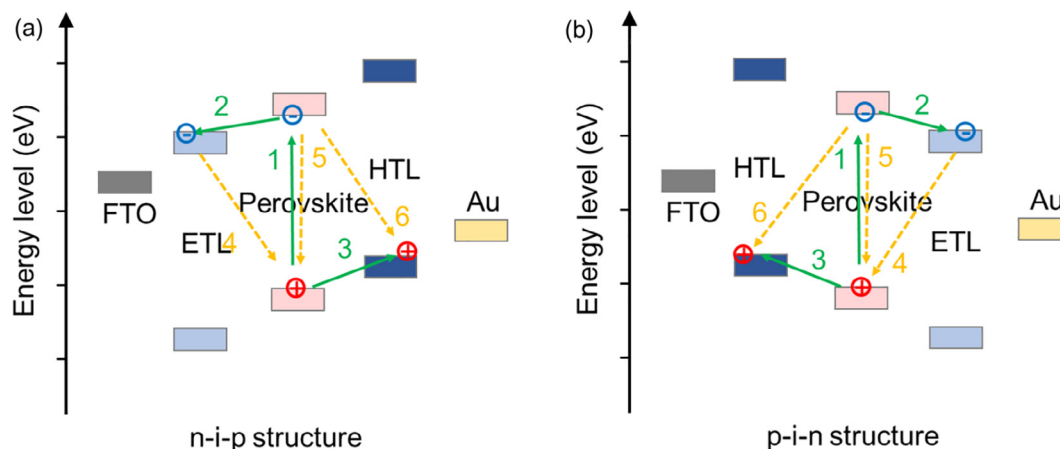 (a)
Energy level (eV)
2
1
5
HTL
FTO
Perovskite
Au
ETL
4
3
6
-
-
+
+
n-i-p structure
(b)
Energy level (eV)
2
1
5
HTL
FTO
Perovskite
Au
6
ETL
3
4
-
-
+
+
p-i-n structure